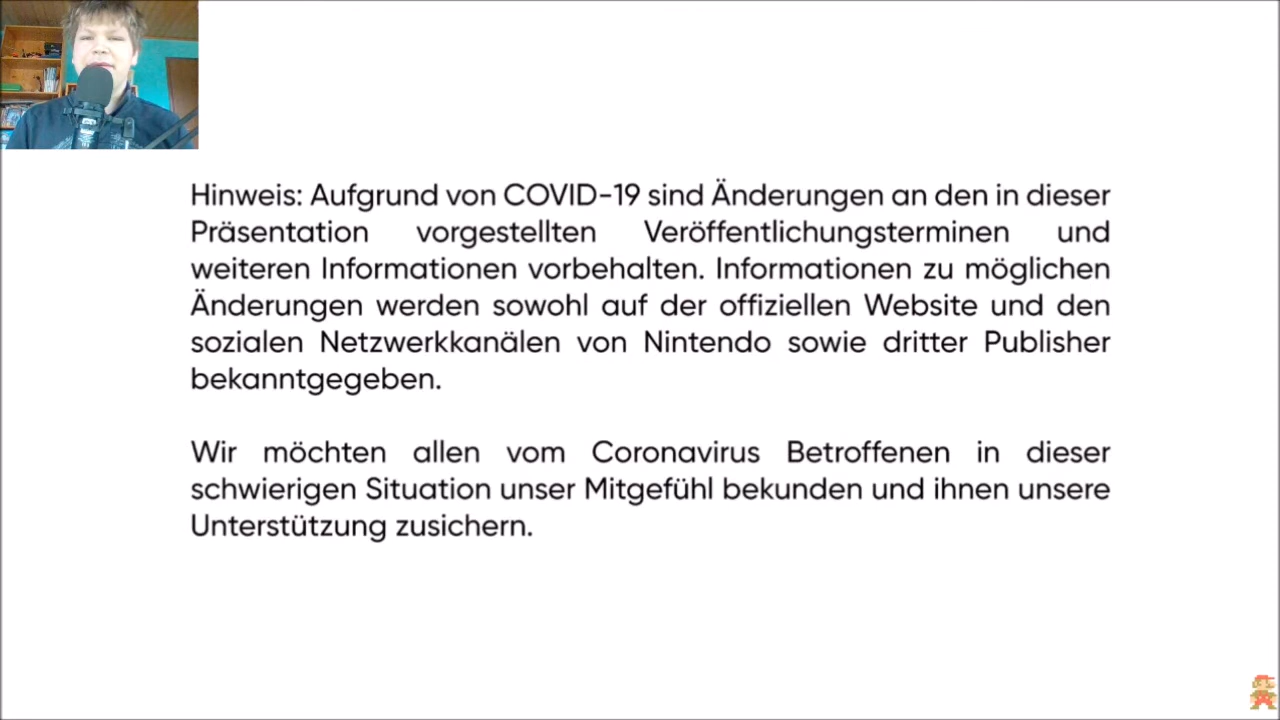 Hinweis: Aufgrund von COVID-19 sind Änderungen an den in dieser
Präsentation vorgestellten Veröffentlichungsterminen und
weiteren Informationen vorbehalten. Informationen zu möglichen
Änderungen werden sowohl auf der offiziellen Website und den
sozialen Netzwerkkanälen von Nintendo sowie dritter Publisher
bekanntgegeben.
Wir möchten allen vom Coronavirus Betroffenen in dieser
schwierigen Situation unser Mitgefühl bekunden und ihnen unsere
Unterstützung zusichern.